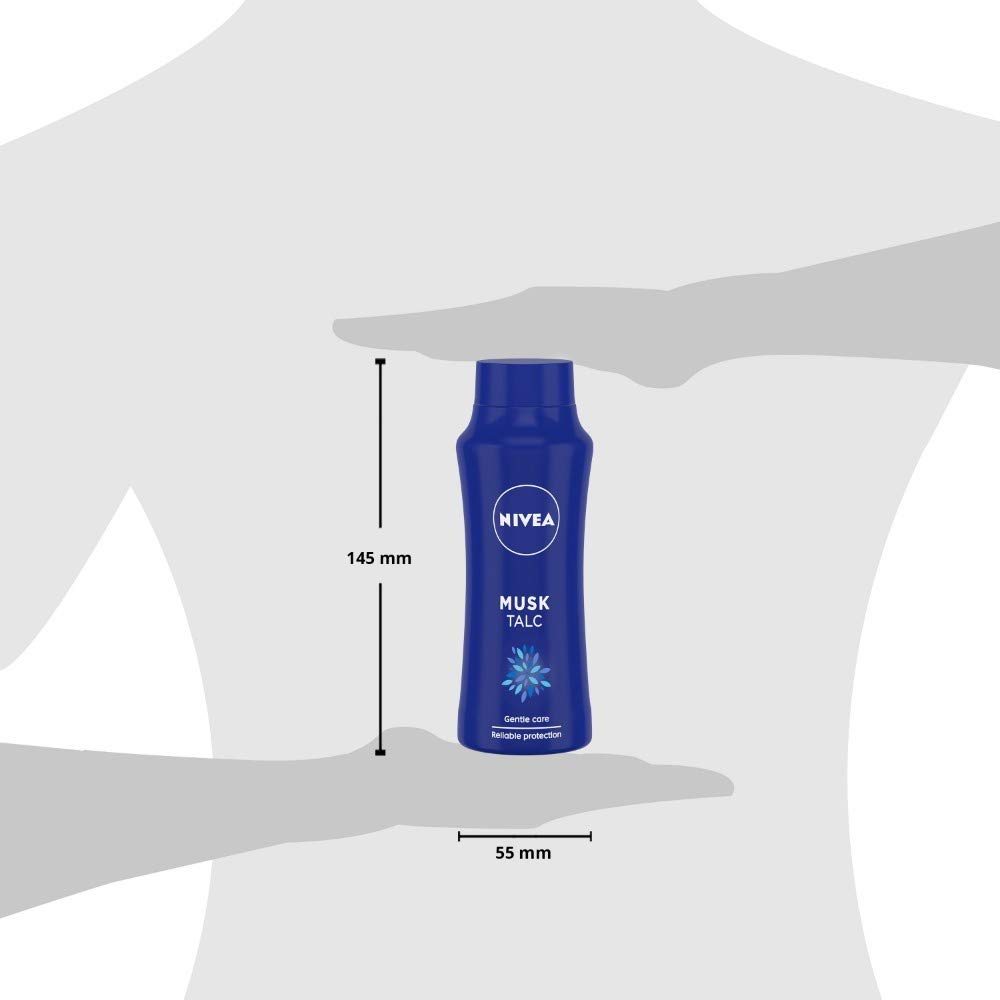 145 mm
NIVEA
MUSK
TALC
Gentle care
Reliable protection
55 mm